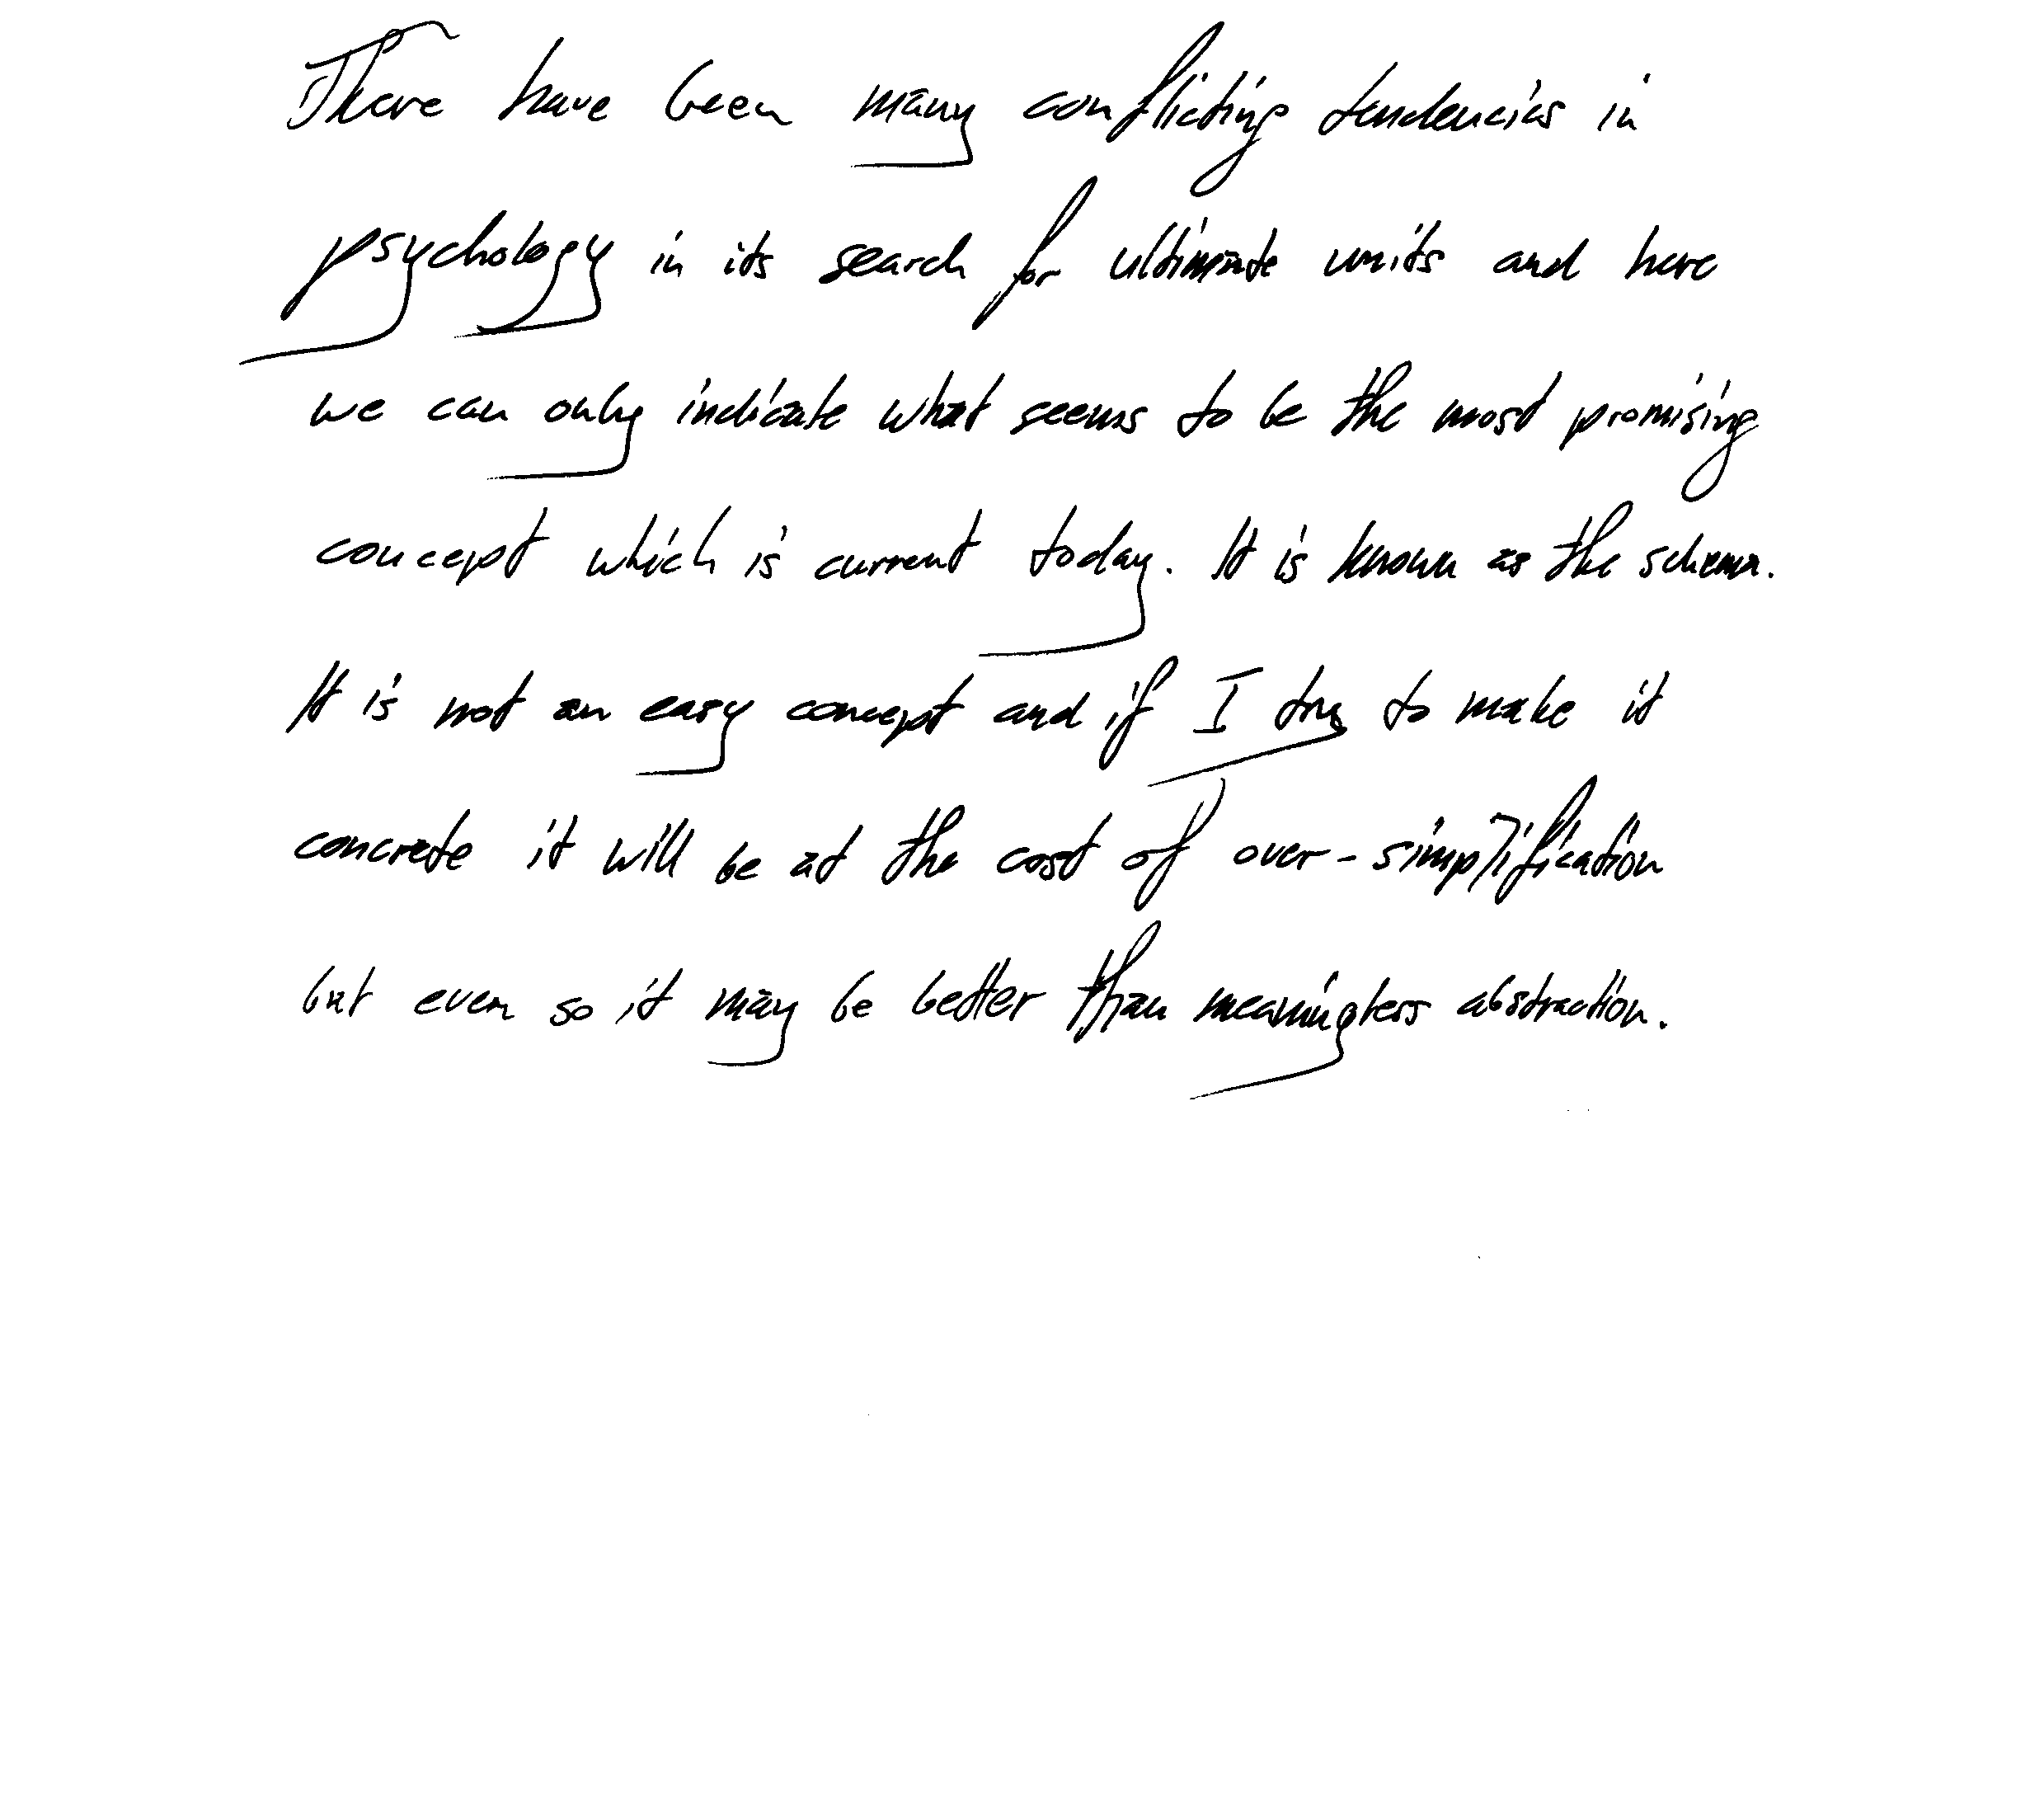 There have been many conflicting tendencies in
psychology in its search for ultimate units and here
we can only indicate what seems to be the most promising
concept which is current today. It is known as the schema.
It is not an easy concept and if I try to make it
concrete it will be at the cost of over-simplification
but even so it may be better than meaningless abstraction.